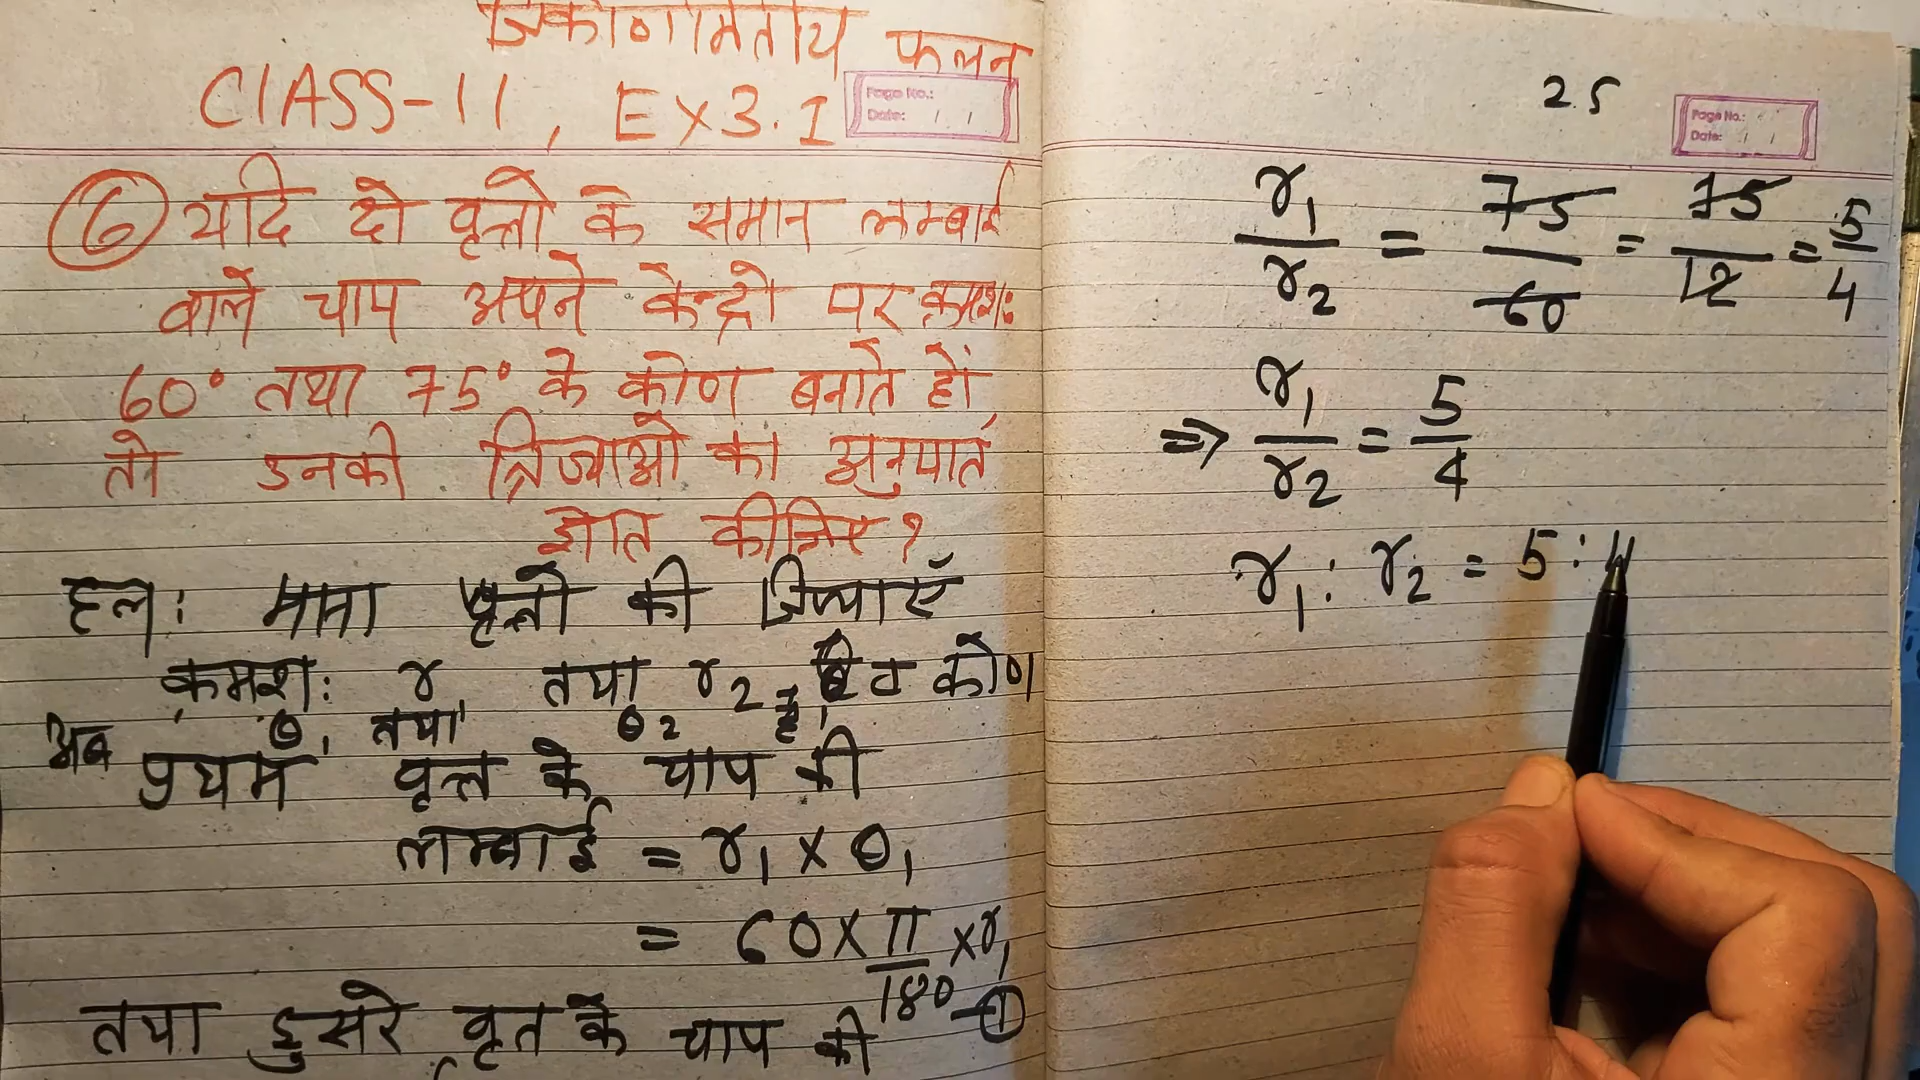 त्रिकोणमितीय फलन
CLASS-11, EX 3.1
Page No.:
Date: / /
⑥ यदि दो वृत्तों के समान लम्बाई
वाले चाप अपने केन्द्रों पर क्रमशः
60° तथा 75° के कोण बनाते हों,
तो उनकी त्रिज्याओं का अनुपात
ज्ञात कीजिए?
हल: माना वृत्तों की त्रिज्याएँ
क्रमश: r₁ तथा r₂ है, कोण
θ₁ तथा θ₂
अब प्रथम वृत्त के चाप की
लम्बाई = r₁ × θ₁
= 60 × π/180 × r₁ —①
तथा दुसरे वृत के चाप की
25
Page No.:
Date: / /
r₁/r₂ = 75/60 = 15/12 = 5/4
⇒ r₁/r₂ = 5/4
r₁ : r₂ = 5 : 4